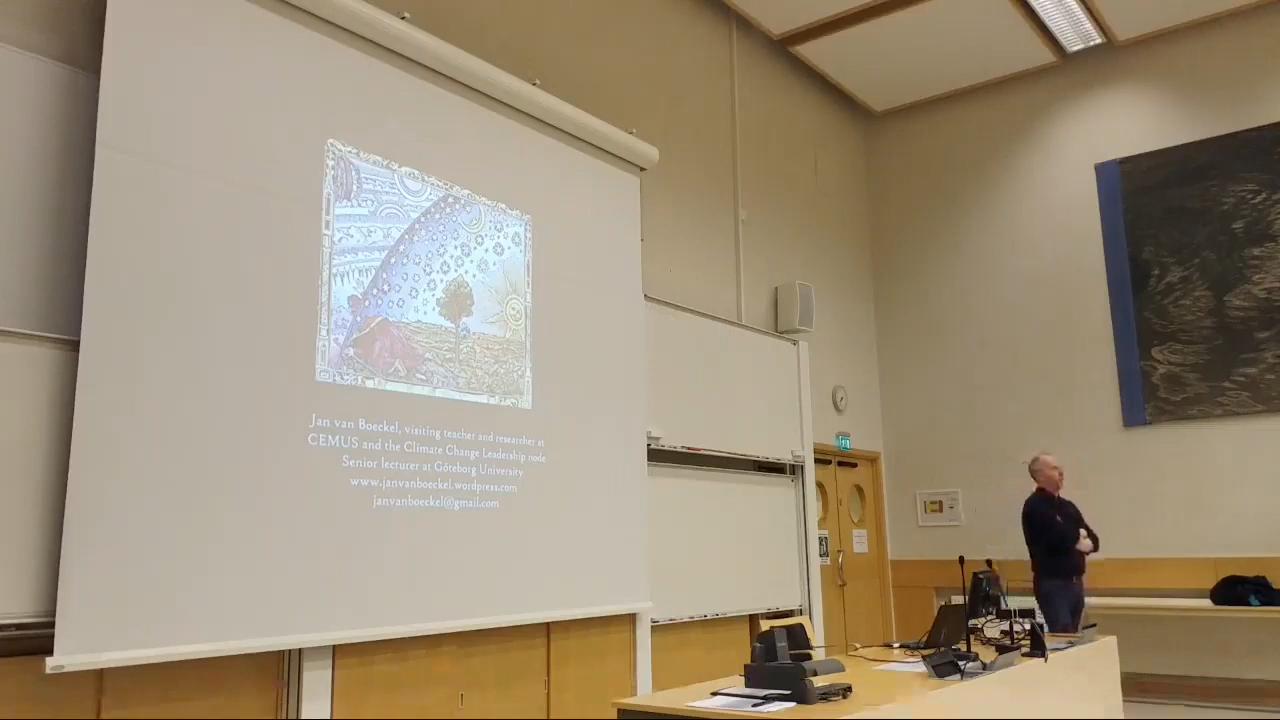 Jan van Boeckel, visiting teacher and researcher at
CEMUS and the Climate Change Leadership node
Senior lecturer at Göteborg University
www.janvanboeckel.wordpress.com
janvanboeckel@gmail.com